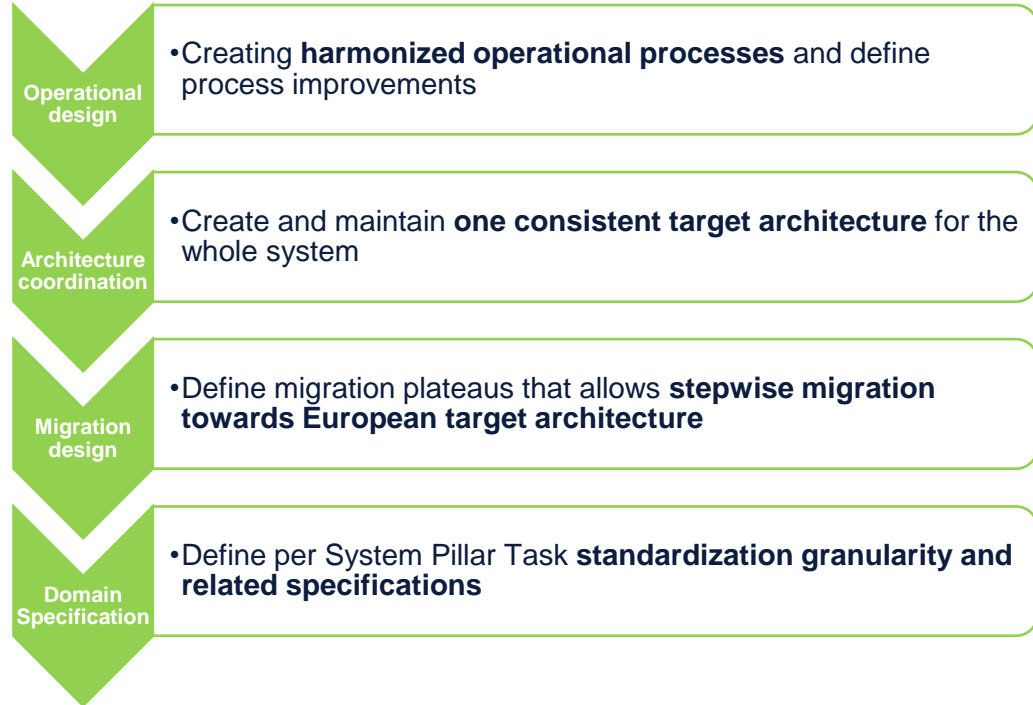 Operational
design
•Creating harmonized operational processes and define
process improvements
Architecture
coordination
•Create and maintain one consistent target architecture for the
whole system
Migration
design
•Define migration plateaus that allows stepwise migration
towards European target architecture
Domain
Specification
•Define per System Pillar Task standardization granularity and
related specifications